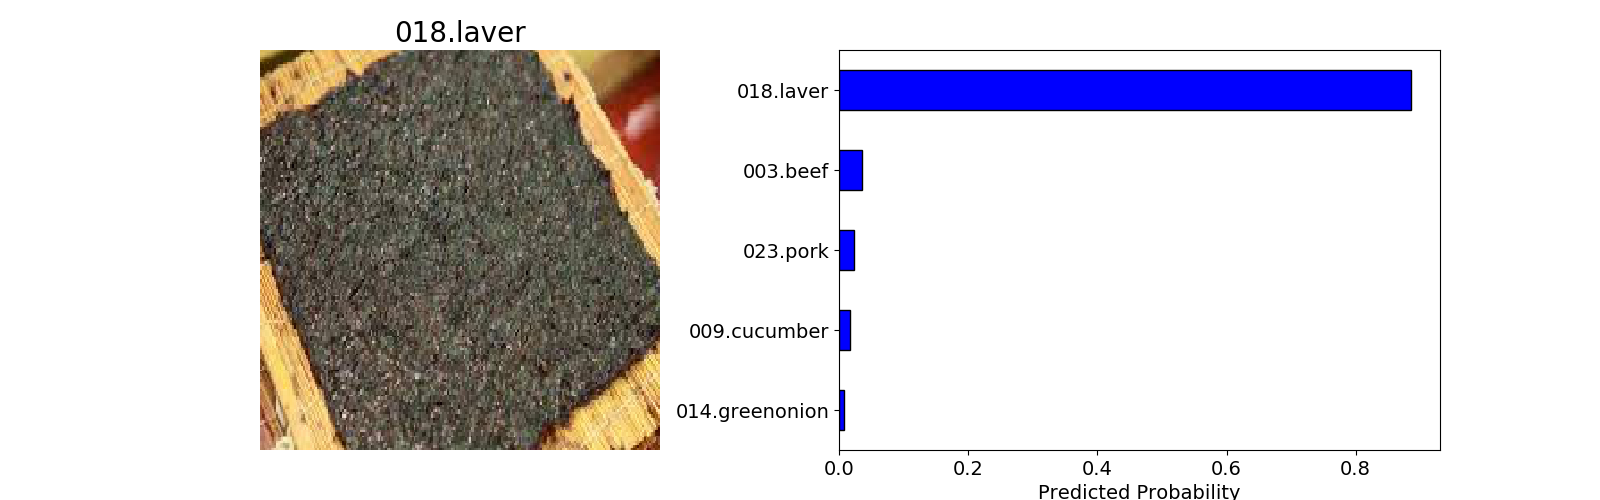 018.laver
018.laver
003.beef
023.pork
009.cucumber
014.greenonion
0.0 0.2 0.4 0.6 0.8
Predicted Probability